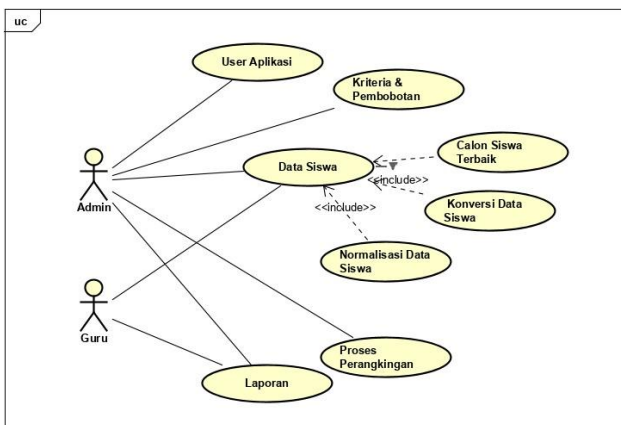 uc
User Aplikasi
Kriteria &
Pembobotan
Calon Siswa
Terbaik
Data Siswa
<<include>>
Admin
<<include>>
Konversi Data
Siswa
Normalisasi Data
Siswa
Guru
Proses
Perangkingan
Laporan